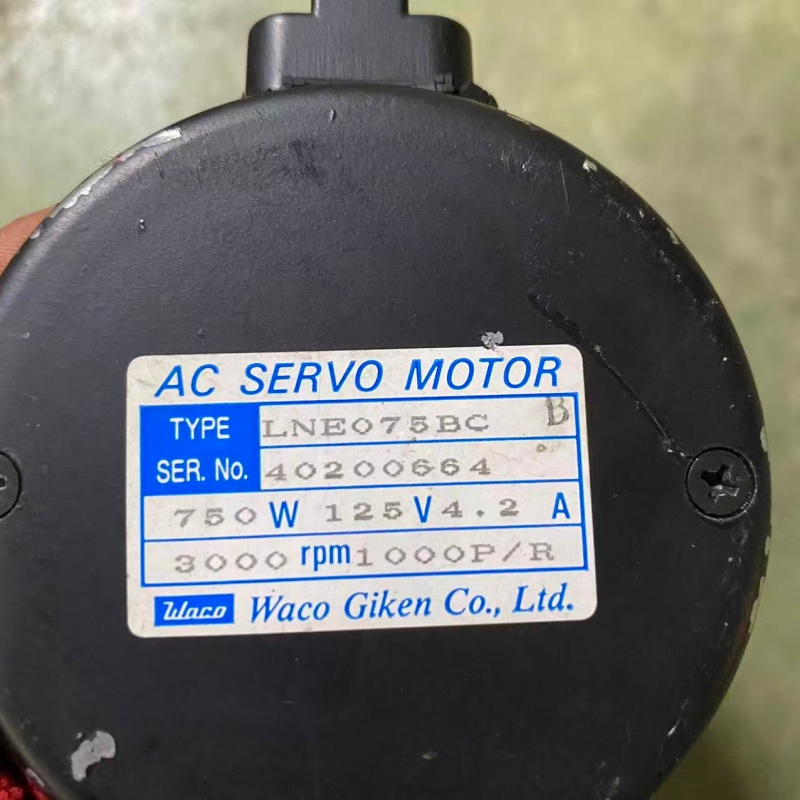 AC SERVO MOTOR
TYPE LNE075BC B
SER. No. 40200664
750 W 125 V 4.2 A
3000 rpm 1000P/R
Waco Waco Giken Co., Ltd.